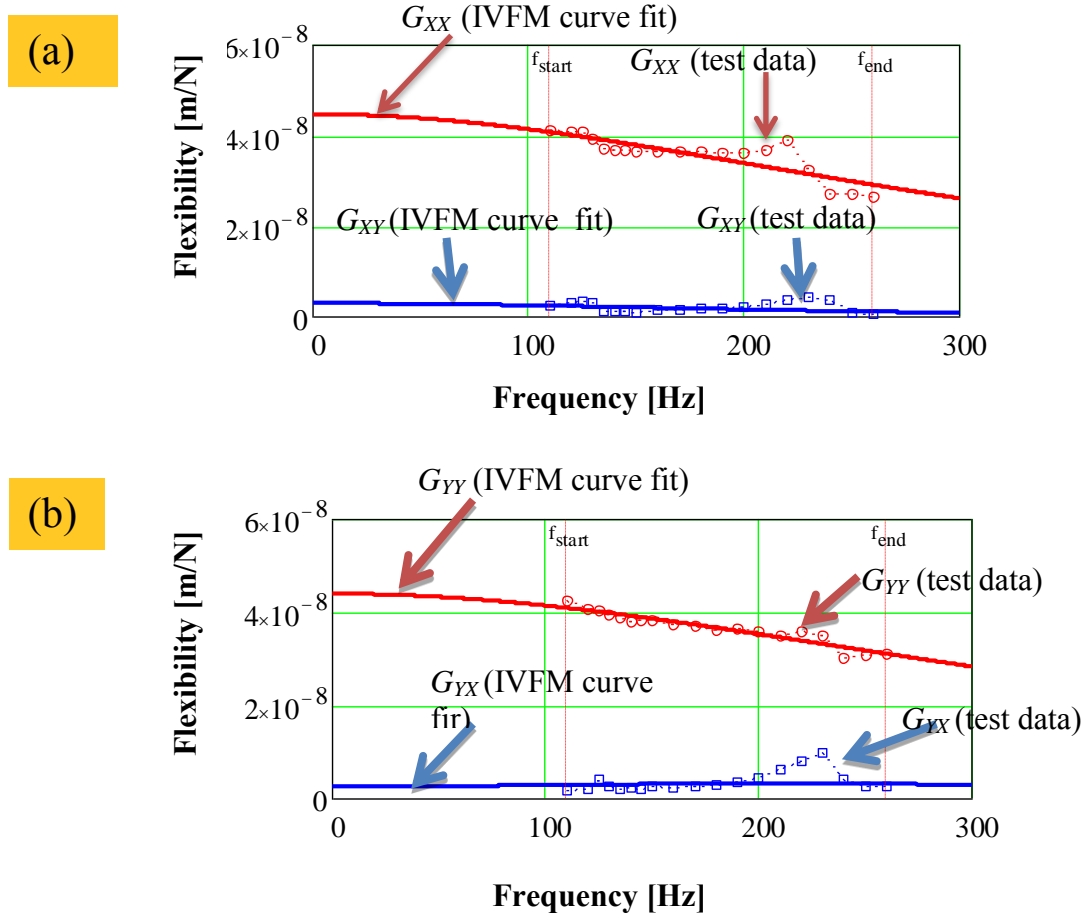 (a)
G_XX (IVFM curve fit)
6×10⁻⁸
f_start
G_XX (test data)
f_end
Flexibility [m/N]
4×10⁻⁸
G_XY (IVFM curve fit)
G_XY (test data)
2×10⁻⁸
0
0 100 200 300
Frequency [Hz]
(b)
G_YY (IVFM curve fit)
6×10⁻⁸
f_start
f_end
Flexibility [m/N]
G_YY (test data)
4×10⁻⁸
G_YX (IVFM curve
fir)
G_YX (test data)
2×10⁻⁸
0
0 100 200 300
Frequency [Hz]